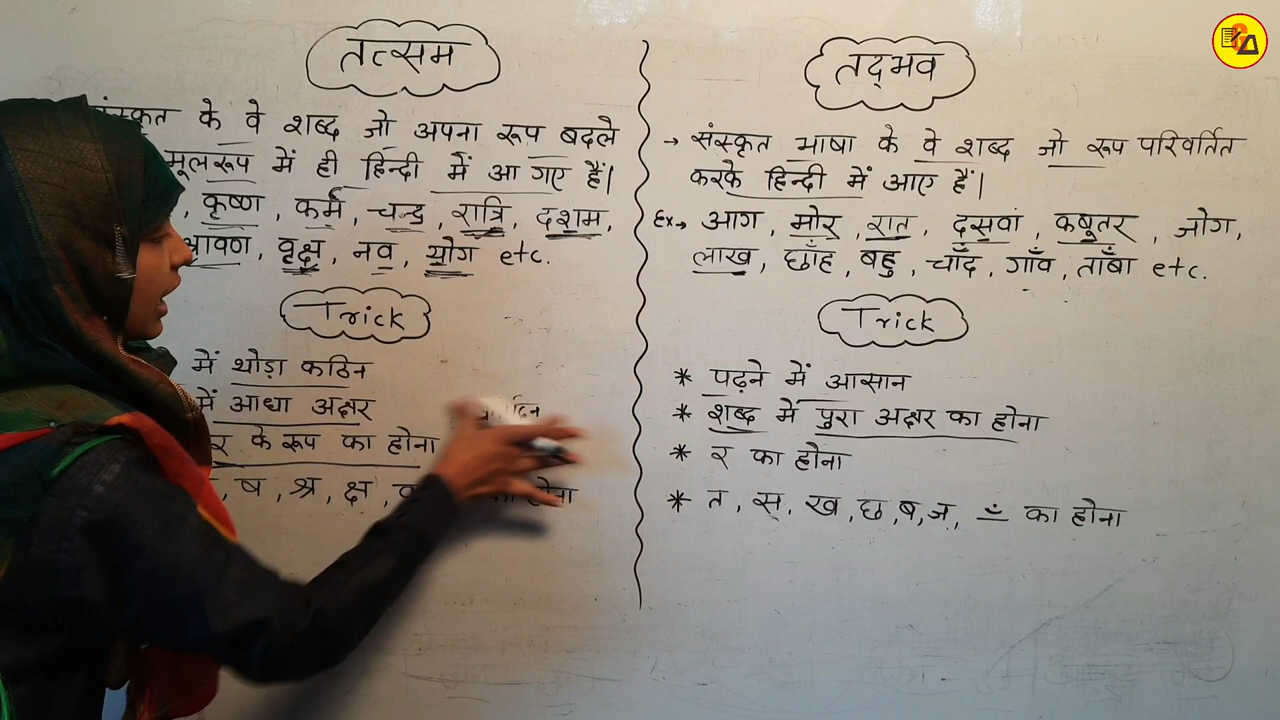 तत्सम
संस्कृत के वे शब्द जो अपना रूप बदले
मूलरूप में ही हिन्दी में आ गए हैं।
, कृष्ण, कर्म, चन्द्र, रात्रि, दशम,
श्रावण, वृक्ष, नव, योग etc.
Trick
में थोड़ा कठिन
में आधा अक्षर
र के रूप का होना
, ष, श्र, क्ष, का होना
तद्भव
→ संस्कृत भाषा के वे शब्द जो रूप परिवर्तित
करके हिन्दी में आए हैं।
Ex→ आग, मोर, रात, दसवां, कबूतर, जोग,
लाख, छाँह, बहु, चाँद, गाँव, ताँबा etc.
Trick
* पढ़ने में आसान
* शब्द में पुरा अक्षर का होना
* र का होना
* त, स, ख, छ, ब, ज, ँ का होना